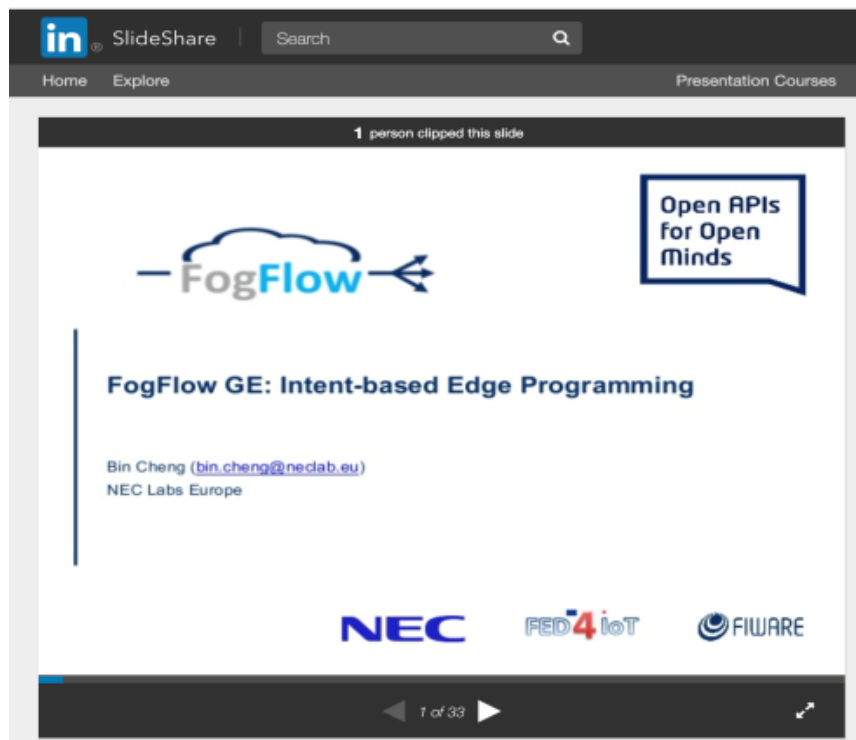 in ® SlideShare Search
Home Explore Presentation Courses
1 person clipped this slide
Open APIs
for Open
Minds
FogFlow
FogFlow GE: Intent-based Edge Programming
Bin Cheng (bin.cheng@neclab.eu)
NEC Labs Europe
NEC FED4IoT FIWARE
1 of 33